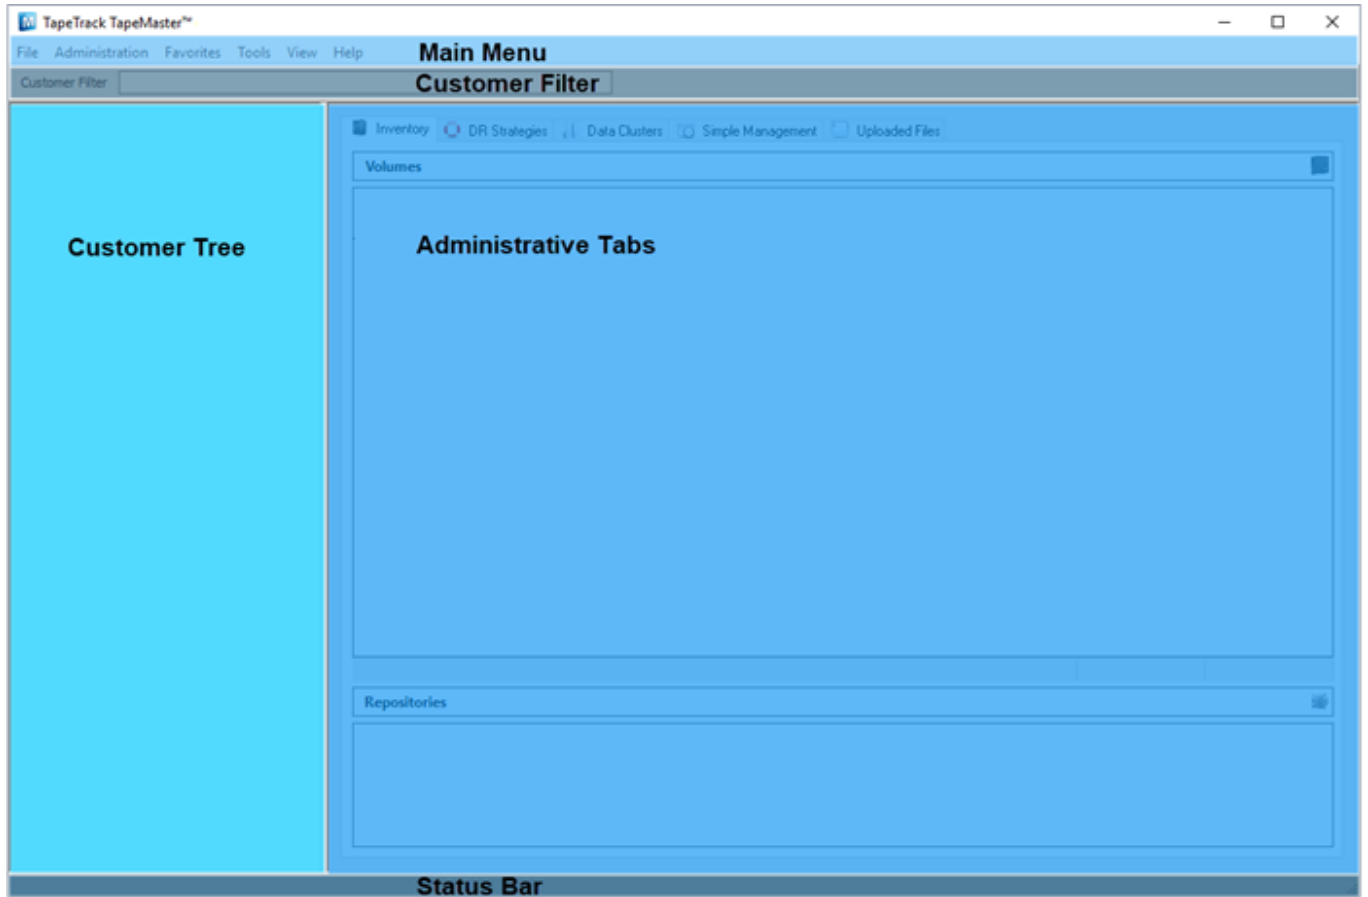 TapeTrack TapeMaster™
File Administration Favorites Tools View Help Main Menu
Customer Filter Customer Filter
Inventory DR Strategies Data Clusters Simple Management Uploaded Files
Volumes
Customer Tree
Administrative Tabs
Repositories
Status Bar